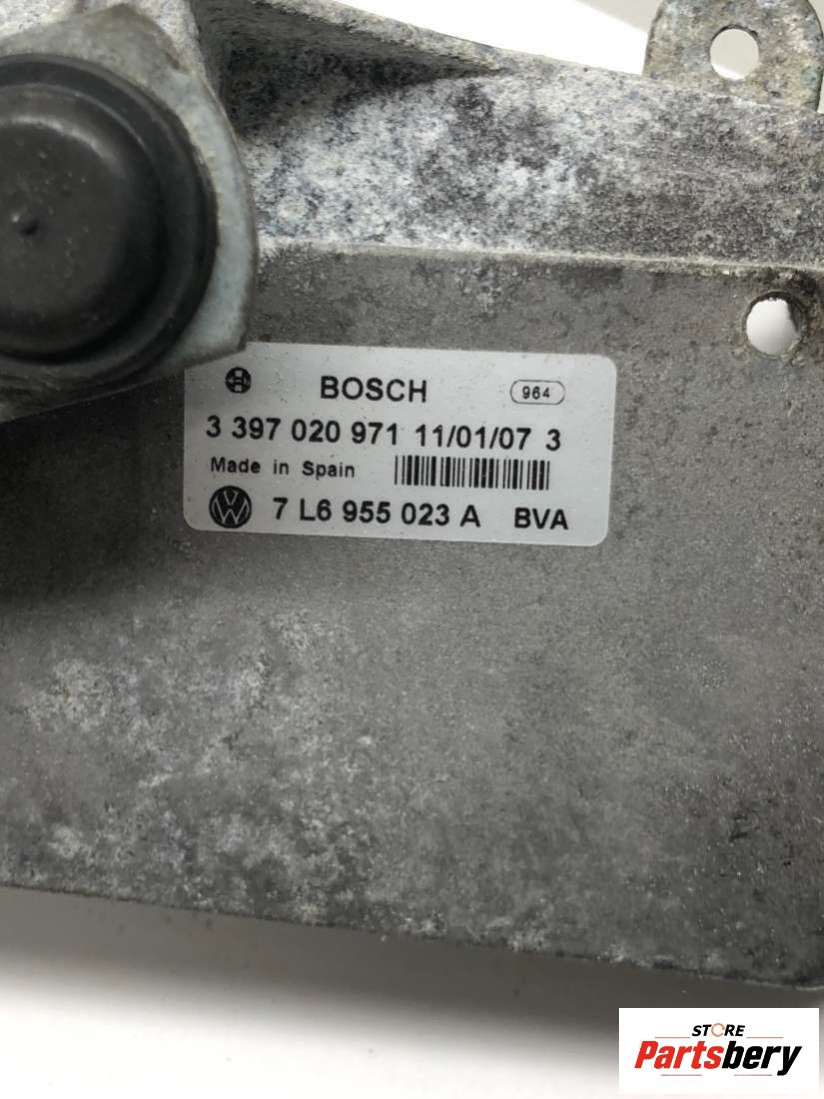 BOSCH 964
3 397 020 971 11/01/07 3
Made in Spain
7 L6 955 023 A BVA
STORE
Partsbery